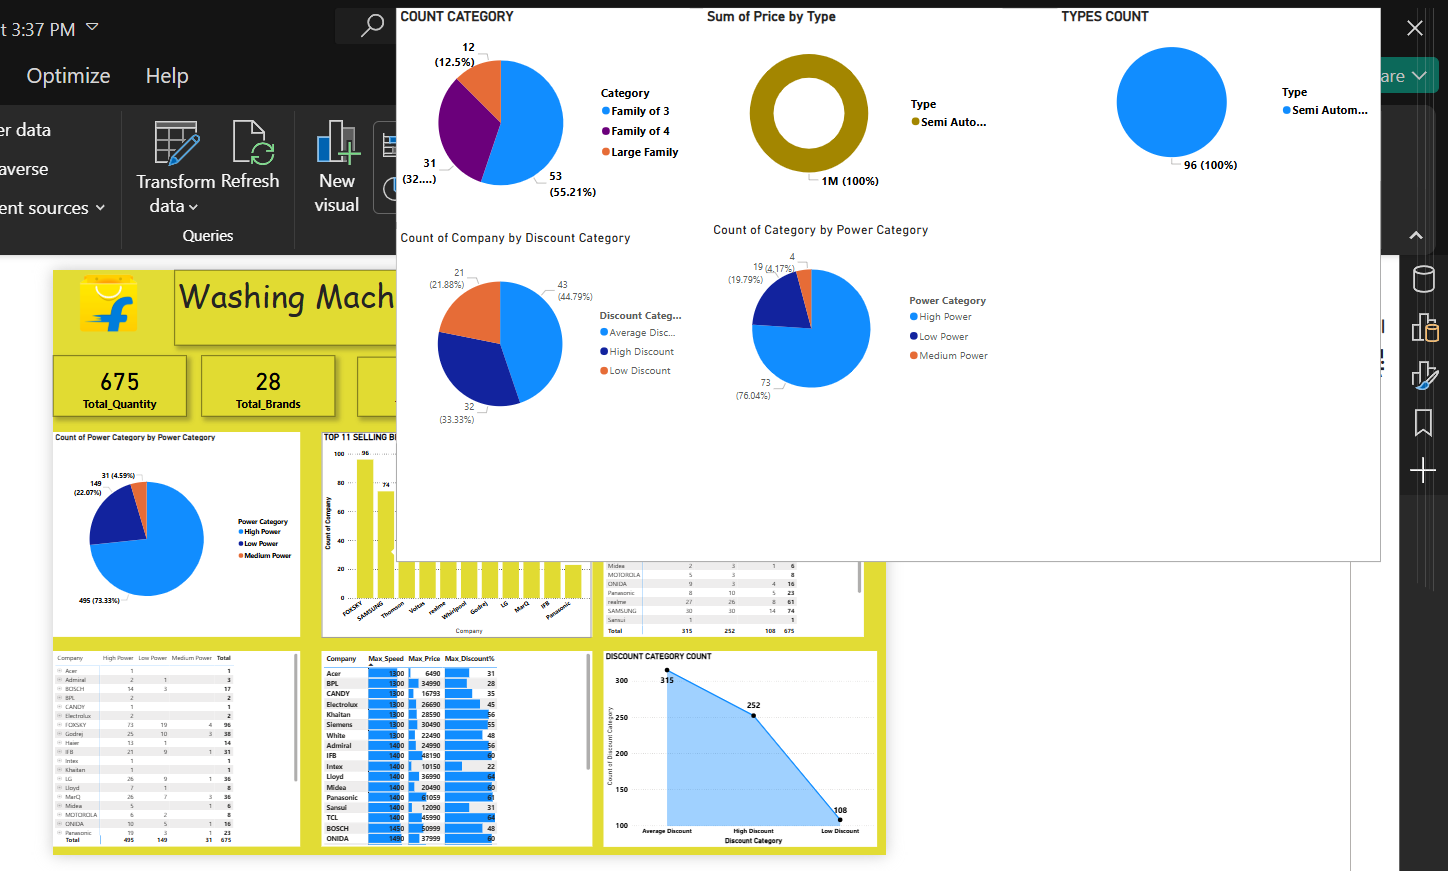 t 3:37 PM
Optimize
Help
er data
averse
ent sources
Transform
data
Refresh
Queries
New
visual
are
COUNT CATEGORY
12
(12.5%)
31
(32....)
53
(55.21%)
Category
Family of 3
Family of 4
Large Family
Sum of Price by Type
1M (100%)
Type
Semi Auto...
TYPES COUNT
96 (100%)
Type
Semi Autom...
Count of Company by Discount Category
21
(21.88%)
43
(44.79%)
32
(33.33%)
Discount Categ...
Average Disc...
High Discount
Low Discount
Count of Category by Power Category
4
(4.17%)
19
(19.79%)
73
(76.04%)
Power Category
High Power
Low Power
Medium Power
Washing Mach
675
Total_Quantity
28
Total_Brands
Count of Power Category by Power Category
31 (4.59%)
149
(22.07%)
495 (73.33%)
Power Category
High Power
Low Power
Medium Power
TOP 11 SELLING B
Count of Company
100
80
60
40
20
0
96
74
FOXSKY
SAMSUNG
Thomson
Voltas
realme
Whirlpool
Godrej
LG
MarQ
IFB
Panasonic
Company
Midea 2 3 1 6
MOTOROLA 5 3 8
ONIDA 9 3 4 16
Panasonic 8 10 5 23
realme 27 26 8 61
SAMSUNG 30 30 14 74
Sansui 1 1
Total 315 252 108 675
Company High Power Low Power Medium Power Total
Acer 1 1
Admiral 2 1 3
BOSCH 14 3 17
BPL 2 2
CANDY 1 1
Electrolux 2 2
FOXSKY 73 19 4 96
Godrej 25 10 3 38
Haier 13 1 14
IFB 21 9 1 31
Intex 1 1
Khaitan 1 1
LG 26 9 1 36
Lloyd 7 1 8
MarQ 26 7 3 36
Midea 5 1 6
MOTOROLA 6 2 8
ONIDA 10 5 1 16
Panasonic 19 3 1 23
Total 495 149 31 675
Company Max_Speed Max_Price Max_Discount%
Acer 1300 6490 31
BPL 1300 34990 28
CANDY 1300 16793 35
Electrolux 1300 26690 45
Khaitan 1300 28590 56
Siemens 1300 30490 55
White 1300 22490 48
Admiral 1400 24990 56
IFB 1400 48190 60
Intex 1400 10150 22
Lloyd 1400 36990 64
Midea 1400 20490 60
Panasonic 1400 61059 61
Sansui 1400 12090 31
TCL 1400 45990 64
BOSCH 1450 50999 48
ONIDA 1490 37999 60
DISCOUNT CATEGORY COUNT
Count of Discount Category
300
250
200
150
100
315
252
108
Average Discount
High Discount
Low Discount
Discount Category